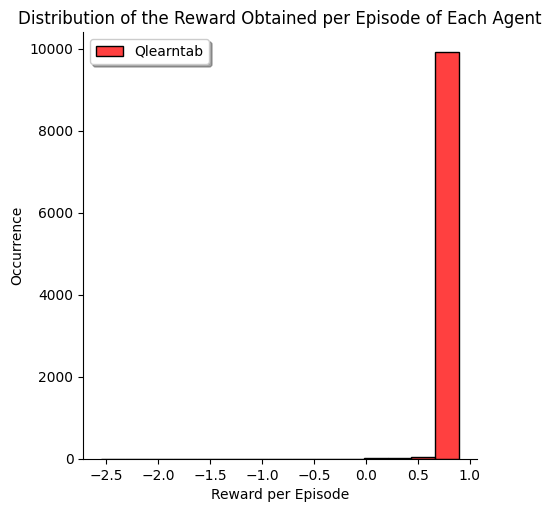 Distribution of the Reward Obtained per Episode of Each Agent
Qlearntab
10000
8000
6000
4000
2000
0
Occurrence
−2.5 −2.0 −1.5 −1.0 −0.5 0.0 0.5 1.0
Reward per Episode